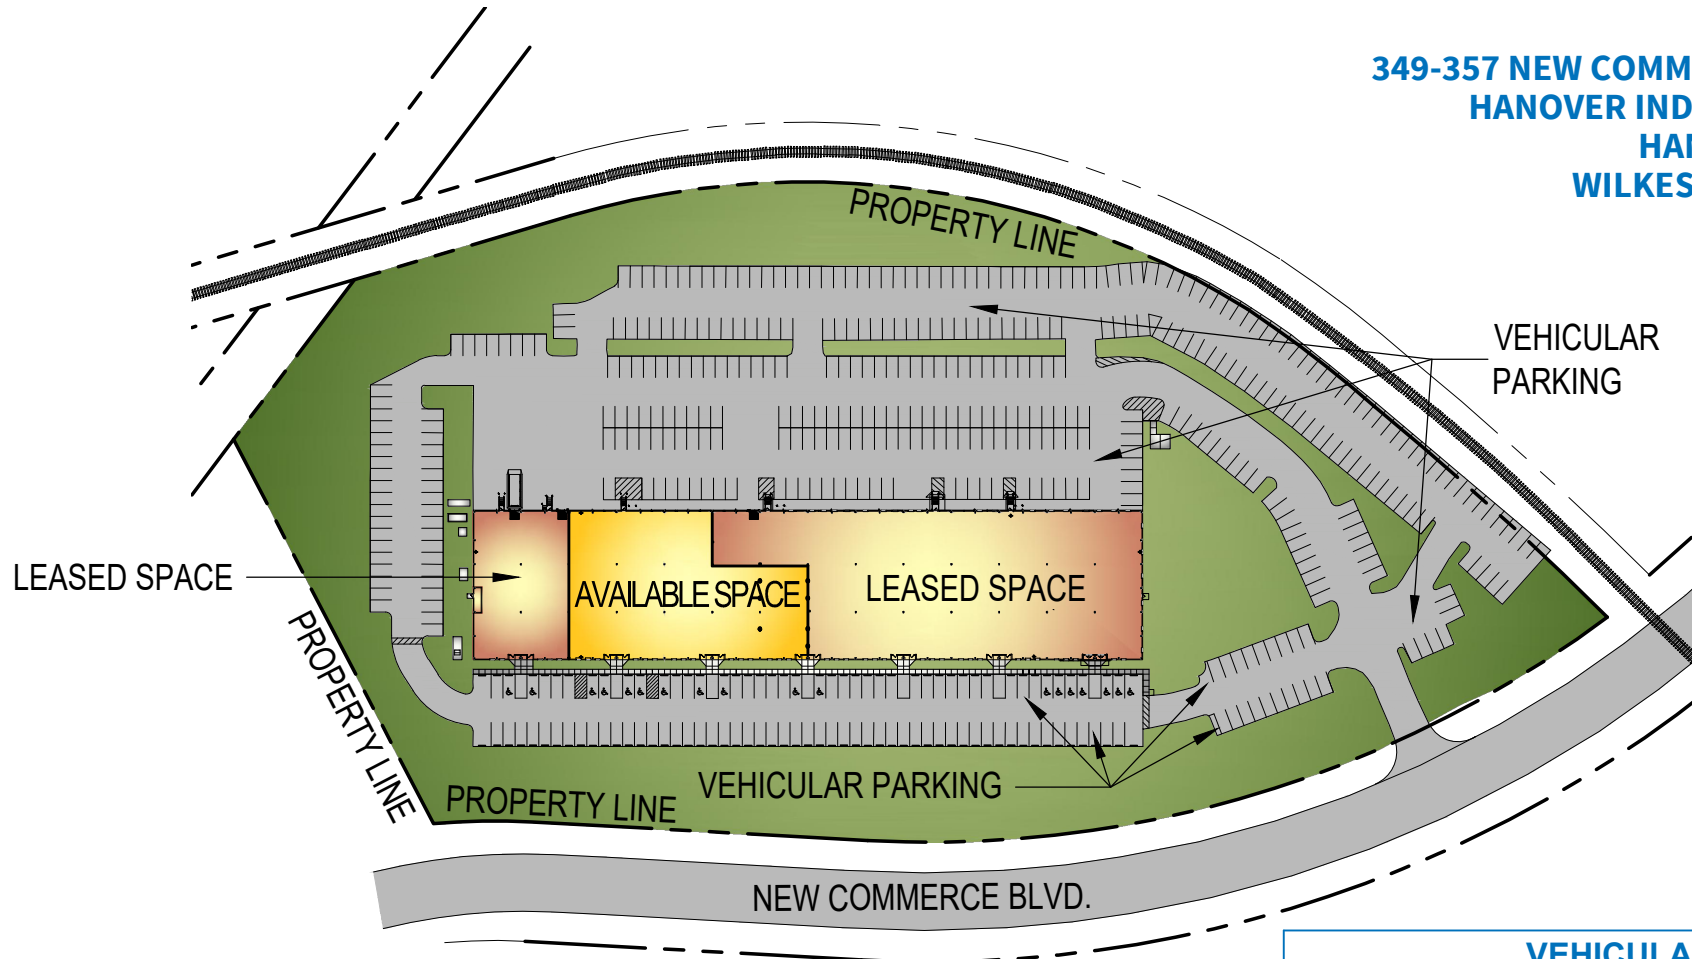 349-357 NEW COMM
HANOVER IND
WILKES
PROPERTY LINE
VEHICULAR
PARKING
LEASED SPACE
AVAILABLE SPACE
LEASED SPACE
PROPERTY LINE
VEHICULAR PARKING
PROPERTY LINE
NEW COMMERCE BLVD.
VEHICULA